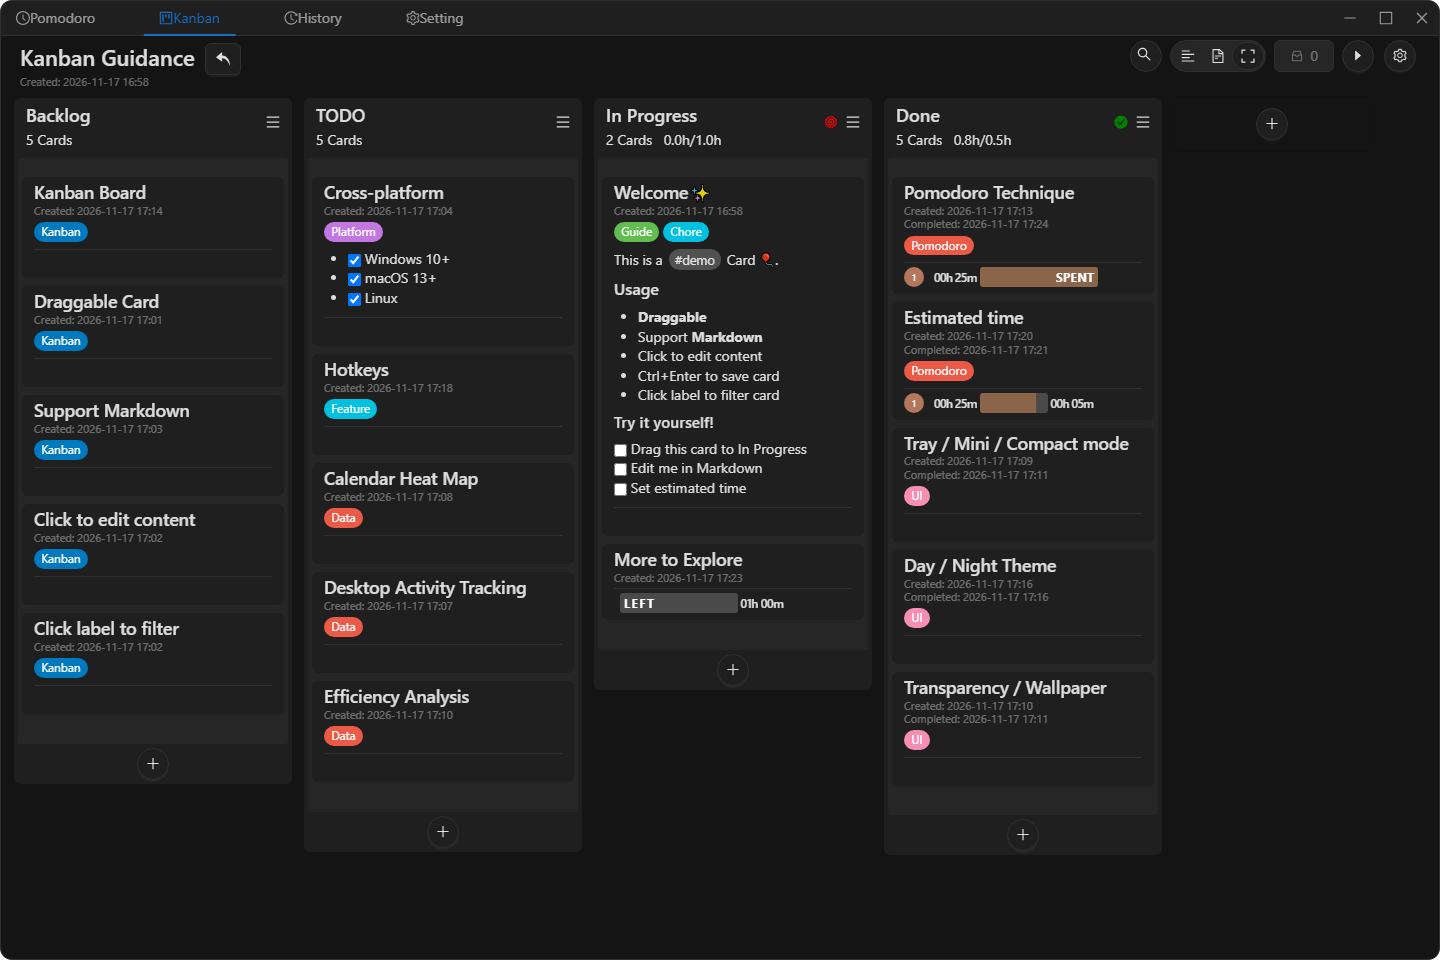 Pomodoro
Kanban
History
Setting
Kanban Guidance
Created: 2026-11-17 16:58
0
Backlog
5 Cards
Kanban Board
Created: 2026-11-17 17:14
Kanban
Draggable Card
Created: 2026-11-17 17:01
Kanban
Support Markdown
Created: 2026-11-17 17:03
Kanban
Click to edit content
Created: 2026-11-17 17:02
Kanban
Click label to filter
Created: 2026-11-17 17:02
Kanban
TODO
5 Cards
Cross-platform
Created: 2026-11-17 17:04
Platform
Windows 10+
macOS 13+
Linux
Hotkeys
Created: 2026-11-17 17:18
Feature
Calendar Heat Map
Created: 2026-11-17 17:08
Data
Desktop Activity Tracking
Created: 2026-11-17 17:07
Data
Efficiency Analysis
Created: 2026-11-17 17:10
Data
In Progress
2 Cards 0.0h/1.0h
Welcome✨
Created: 2026-11-17 16:58
Guide Chore
This is a #demo Card 🎈.
Usage
Draggable
Support Markdown
Click to edit content
Ctrl+Enter to save card
Click label to filter card
Try it yourself!
Drag this card to In Progress
Edit me in Markdown
Set estimated time
More to Explore
Created: 2026-11-17 17:23
LEFT 01h 00m
Done
5 Cards 0.8h/0.5h
Pomodoro Technique
Created: 2026-11-17 17:13
Completed: 2026-11-17 17:24
Pomodoro
1 00h 25m SPENT
Estimated time
Created: 2026-11-17 17:20
Completed: 2026-11-17 17:21
Pomodoro
1 00h 25m 00h 05m
Tray / Mini / Compact mode
Created: 2026-11-17 17:09
Completed: 2026-11-17 17:11
UI
Day / Night Theme
Created: 2026-11-17 17:16
Completed: 2026-11-17 17:16
UI
Transparency / Wallpaper
Created: 2026-11-17 17:10
Completed: 2026-11-17 17:11
UI